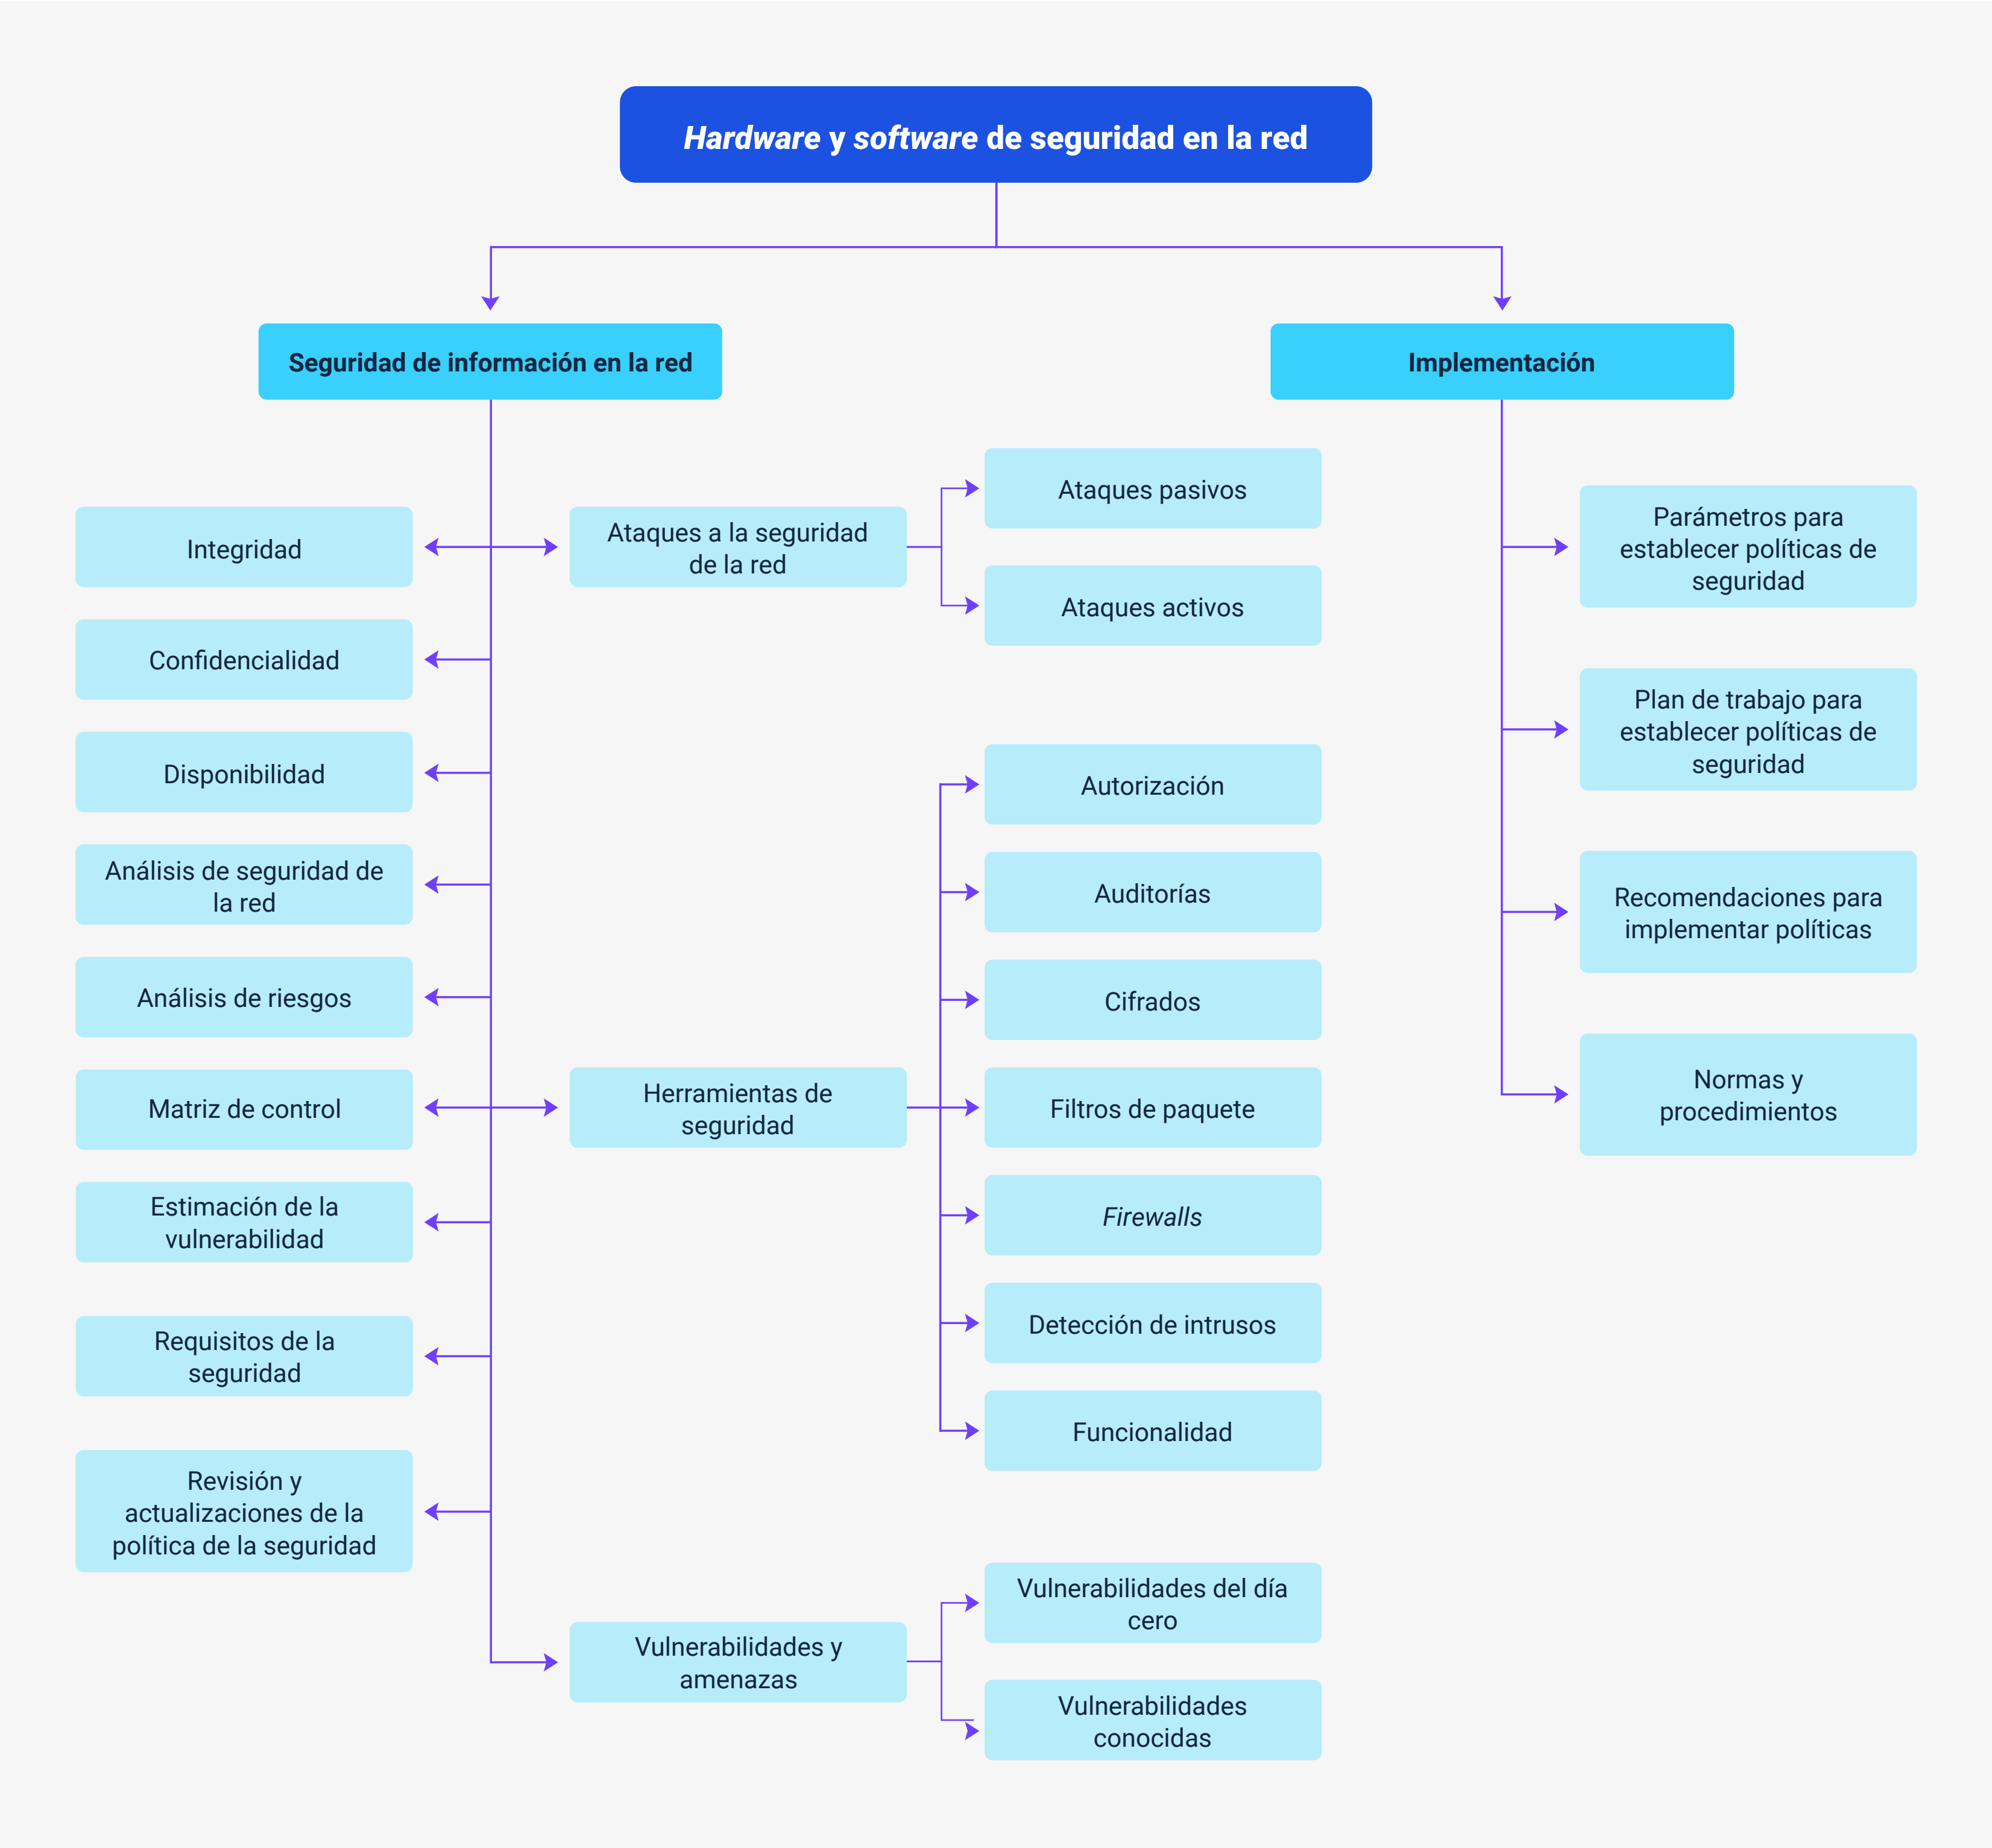 Hardware y software de seguridad en la red
Seguridad de información en la red
Integridad
Confidencialidad
Disponibilidad
Análisis de seguridad de
la red
Análisis de riesgos
Matriz de control
Estimación de la
vulnerabilidad
Requisitos de la
seguridad
Revisión y
actualizaciones de la
política de la seguridad
Ataques a la seguridad
de la red
Ataques pasivos
Ataques activos
Herramientas de
seguridad
Autorización
Auditorías
Cifrados
Filtros de paquete
Firewalls
Detección de intrusos
Funcionalidad
Vulnerabilidades y
amenazas
Vulnerabilidades del día
cero
Vulnerabilidades
conocidas
Implementación
Parámetros para
establecer políticas de
seguridad
Plan de trabajo para
establecer políticas de
seguridad
Recomendaciones para
implementar políticas
Normas y
procedimientos